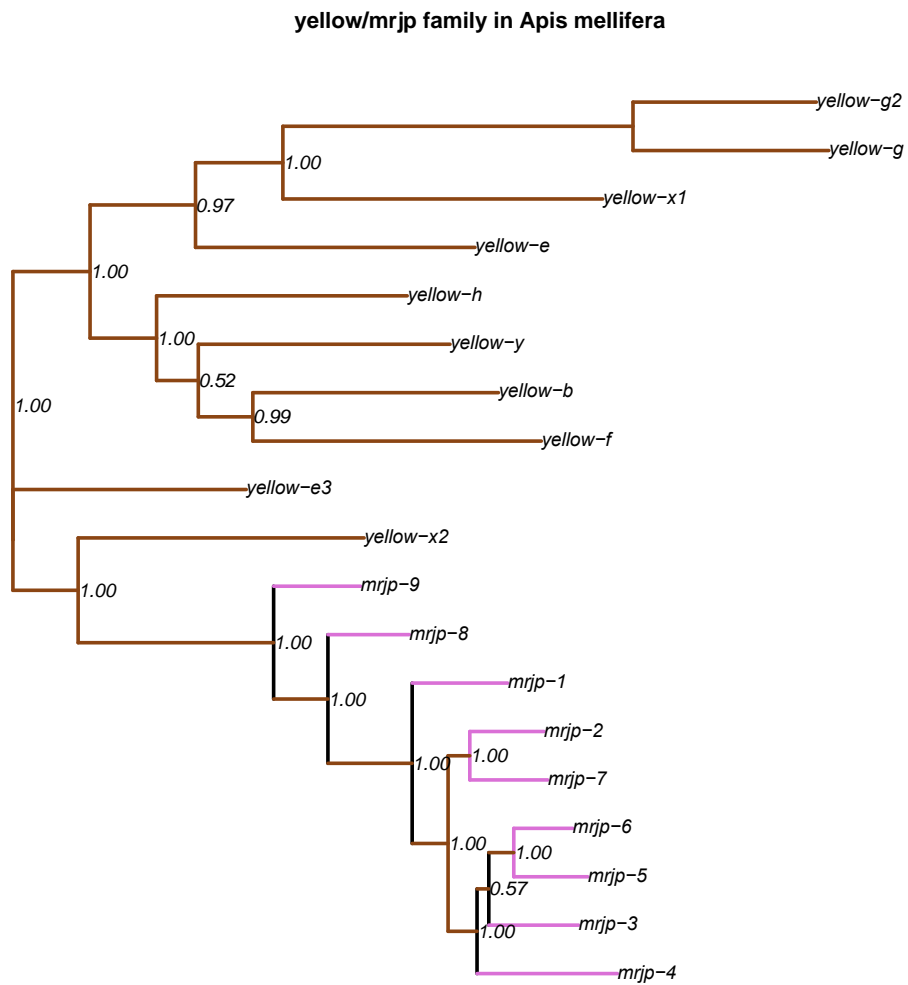 yellow/mrjp family in Apis mellifera
yellow−g2
yellow−g
1.00
yellow−x1
0.97
yellow−e
1.00
yellow−h
1.00
yellow−y
0.52
yellow−b
1.00
0.99
yellow−f
yellow−e3
yellow−x2
mrjp−9
1.00
mrjp−8
1.00
mrjp−1
1.00
mrjp−2
1.00
1.00
mrjp−7
mrjp−6
1.00
1.00
mrjp−5
0.57
mrjp−3
1.00
mrjp−4